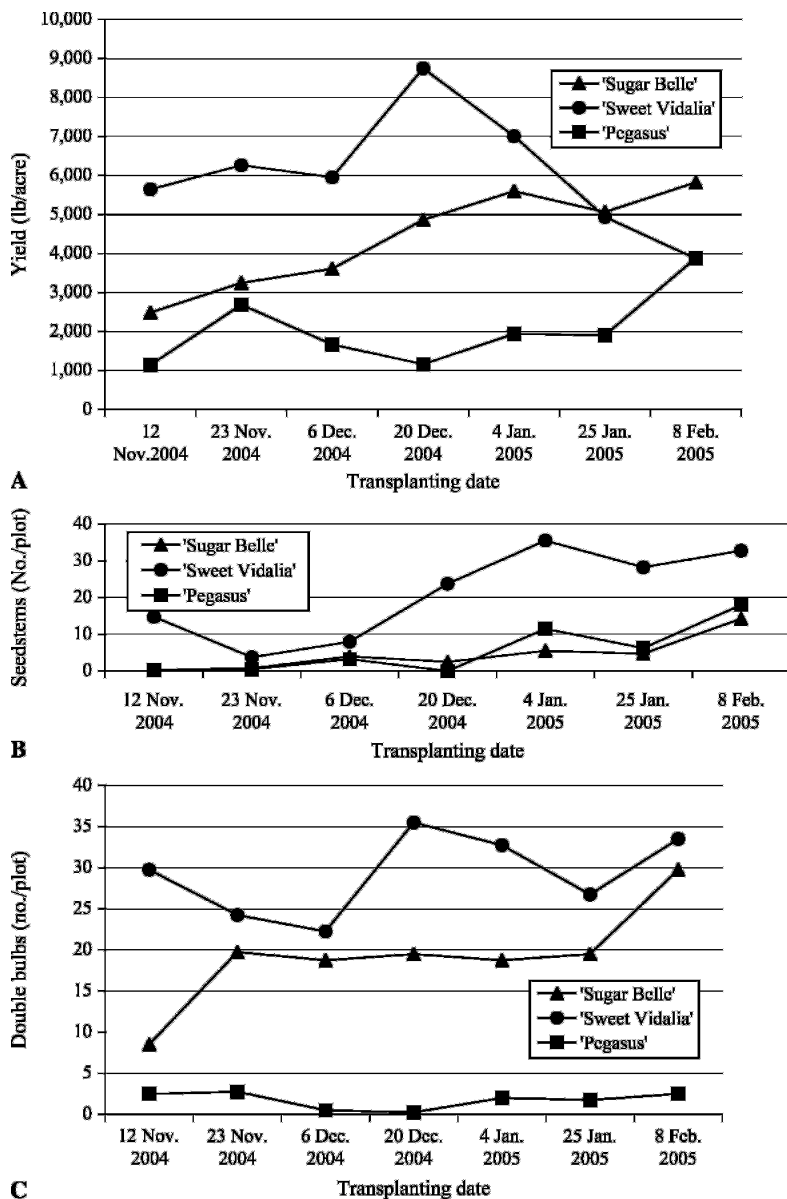 10,000
9,000
8,000
7,000
6,000
5,000
4,000
3,000
2,000
1,000
0
Yield (lb/acre)
'Sugar Belle'
'Sweet Vidalia'
'Pegasus'
12 Nov.2004
23 Nov. 2004
6 Dec. 2004
20 Dec. 2004
4 Jan. 2005
25 Jan. 2005
8 Feb. 2005
Transplanting date
A
40
30
20
10
0
Seedstems (No./plot)
'Sugar Belle'
'Sweet Vidalia'
'Pegasus'
12 Nov. 2004
23 Nov. 2004
6 Dec. 2004
20 Dec. 2004
4 Jan. 2005
25 Jan. 2005
8 Feb. 2005
Transplanting date
B
40
35
30
25
20
15
10
5
0
Double bulbs (no./plot)
'Sugar Belle'
'Sweet Vidalia'
'Pegasus'
12 Nov. 2004
23 Nov. 2004
6 Dec. 2004
20 Dec. 2004
4 Jan. 2005
25 Jan. 2005
8 Feb. 2005
Transplanting date
C